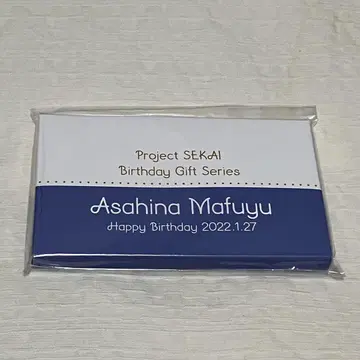 Project SEKAI
Birthday Gift Series
Asahina Mafuyu
Happy Birthday 2022.1.27